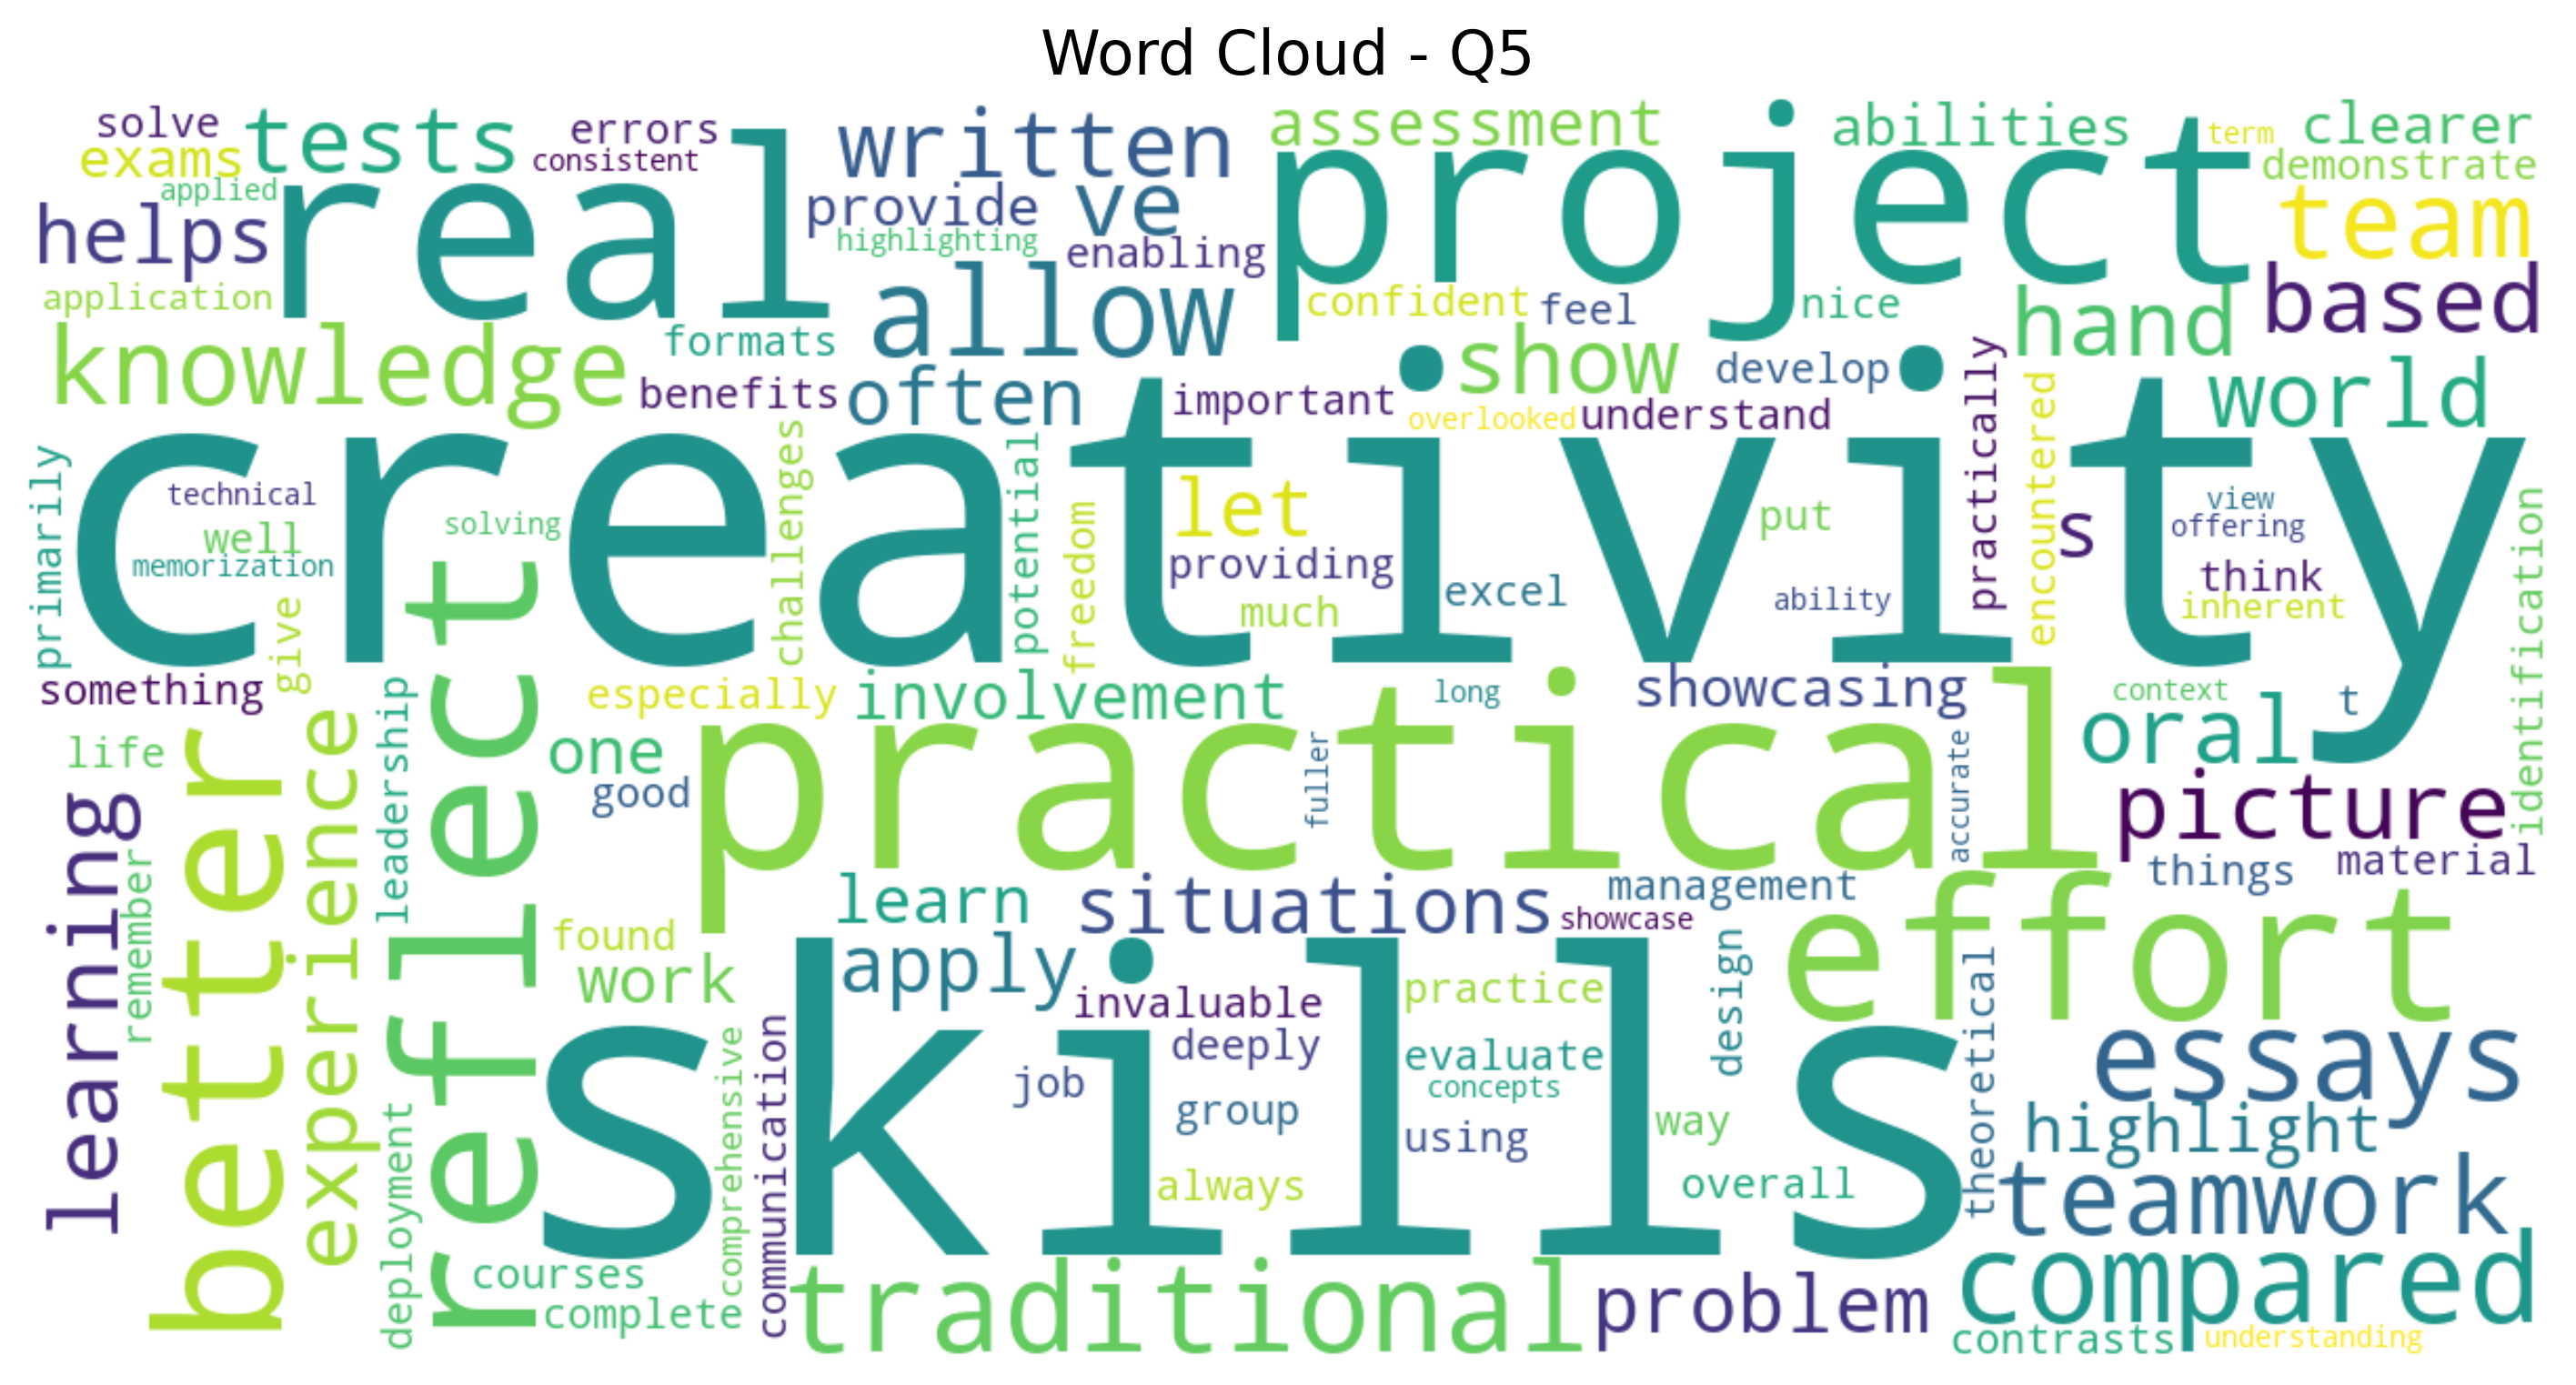 Word Cloud - Q5
solve
exams
tests
errors
consistent
applied
real
helps
application
written
provide
ve
highlighting
enabling
allow
assessment
project
abilities
term
clearer
demonstrate
team
based
hand
confident
feel
nice
knowledge
formats
benefits
often
important
show
develop
overlooked
understand
practically
encountered
world
creativity
primarily
technical
well
memorization
solving
challenges
potential
freedom
let
providing
much
excel
put
ability
s
view
offering
think
inherent
identification
give
something
life
better
experience
leadership
reflect
especially
involvement
one
good
practical
long
showcasing
fuller
accurate
context
oral
t
picture
things
material
learning
remember
deployment
found
work
learn
situations
management
showcase
effort
apply
invaluable
deeply
job
group
always
practice
evaluate
concepts
using
design
way
overall
theoretical
skills
essays
highlight
teamwork
compared
contrasts
understanding
courses
complete
comprehensive
communication
traditional
problem